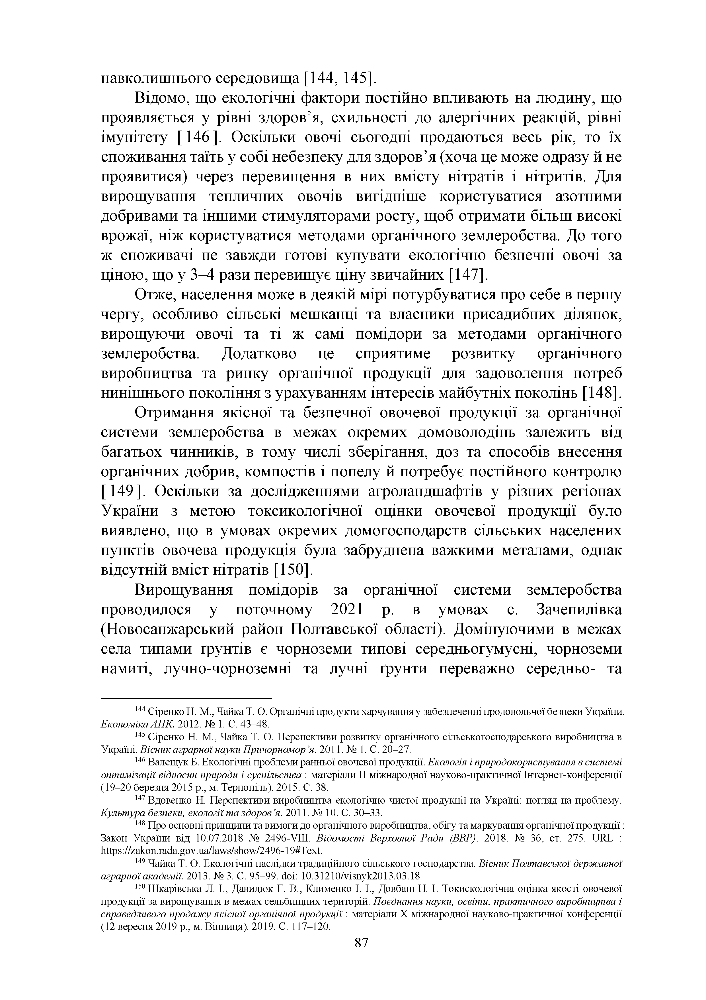 навколишнього середовища [144, 145].
Відомо, що екологічні фактори постійно впливають на людину, що
проявляється у рівні здоров’я, схильності до алергічних реакцій, рівні
імунітету [146]. Оскільки овочі сьогодні продаються весь рік, то їх
споживання таїть у собі небезпеку для здоров’я (хоча це може одразу й не
проявитися) через перевищення в них вмісту нітратів і нітритів. Для
вирощування тепличних овочів вигідніше користуватися азотними
добривами та іншими стимуляторами росту, щоб отримати більш високі
врожаї, ніж користуватися методами органічного землеробства. До того
ж споживачі не завжди готові купувати екологічно безпечні овочі за
ціною, що у 3–4 рази перевищує ціну звичайних [147].
Отже, населення може в деякій мірі потурбуватися про себе в першу
чергу, особливо сільські мешканці та власники присадибних ділянок,
вирощуючи овочі та ті ж самі помідори за методами органічного
землеробства. Додатково це сприятиме розвитку органічного
виробництва та ринку органічної продукції для задоволення потреб
нинішнього покоління з урахуванням інтересів майбутніх поколінь [148].
Отримання якісної та безпечної овочевої продукції за органічної
системи землеробства в межах окремих домоволодінь залежить від
багатьох чинників, в тому числі зберігання, доз та способів внесення
органічних добрив, компостів і попелу й потребує постійного контролю
[149]. Оскільки за дослідженнями агроландшафтів у різних регіонах
України з метою токсикологічної оцінки овочевої продукції було
виявлено, що в умовах окремих домогосподарств сільських населених
пунктів овочева продукція була забруднена важкими металами, однак
відсутній вміст нітратів [150].
Вирощування помідорів за органічної системи землеробства
проводилося у поточному 2021 р. в умовах с. Зачепилівка
(Новосанжарський район Полтавської області). Домінуючими в межах
села типами ґрунтів є чорноземи типові середньогумусні, чорноземи
намиті, лучно-чорноземні та лучні ґрунти переважно середньо- та
144 Сіренко Н. М., Чайка Т. О. Органічні продукти харчування у забезпеченні продовольчої безпеки України.
Економіка АПК. 2012. № 1. С. 43–48.
145 Сіренко Н. М., Чайка Т. О. Перспективи розвитку органічного сільськогосподарського виробництва в
Україні. Вісник аграрної науки Причорномор’я. 2011. № 1. С. 20–27.
146 Валещук Б. Екологічні проблеми ранньої овочевої продукції. Екологія і природокористування в системі
оптимізації відносин природи і суспільства : матеріали ІІ міжнародної науково-практичної Інтернет-конференції
(19–20 березня 2015 р., м. Тернопіль). 2015. С. 38.
147 Вдовенко Н. Перспективи виробництва екологічно чистої продукції на Україні: погляд на проблему.
Культура безпеки, екології та здоров’я. 2011. № 10. С. 30–33.
148 Про основні принципи та вимоги до органічного виробництва, обігу та маркування органічної продукції :
Закон України від 10.07.2018 № 2496-VIII. Відомості Верховної Ради (ВВР). 2018. № 36, ст. 275. URL :
https://zakon.rada.gov.ua/laws/show/2496-19#Text.
149 Чайка Т. О. Екологічні наслідки традиційного сільського господарства. Вісник Полтавської державної
аграрної академії. 2013. № 3. С. 95–99. doi: 10.31210/visnyk2013.03.18
150 Шкарівська Л. І., Давидюк Г. В., Клименко І. І., Довбаш Н. І. Токискологічна оцінка якості овочевої
продукції за вирощування в межах сельбищних територій. Поєднання науки, освіти, практичного виробництва і
справедливого продажу якісної органічної продукції : матеріали Х міжнародної науково-практичної конференції
(12 вересня 2019 р., м. Вінниця). 2019. С. 117–120.
87